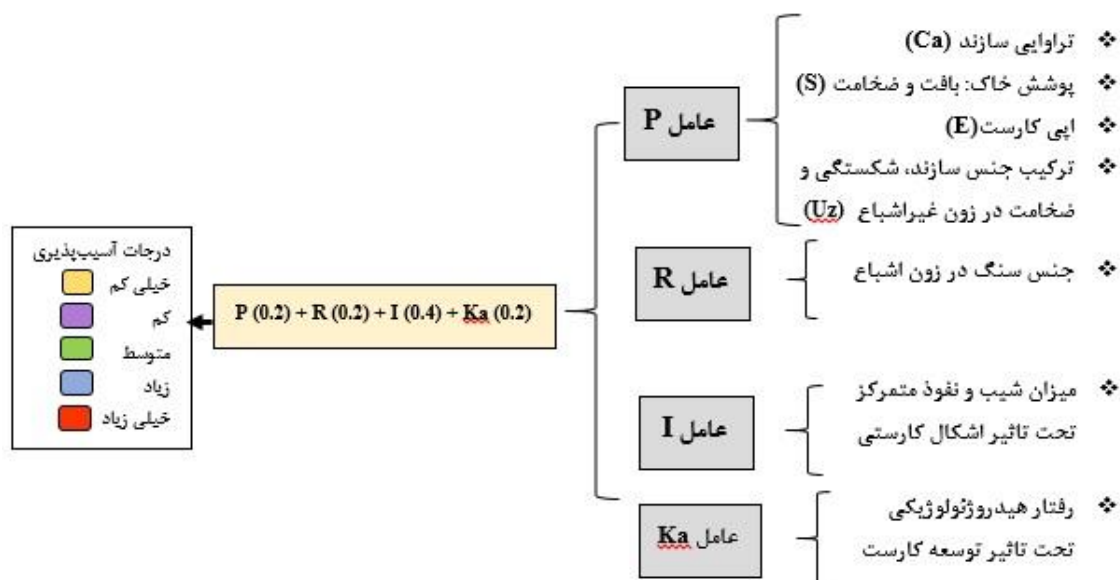 تراوایی سازند (Ca)
پوشش خاک: بافت و ضخامت (S)
اپی کارست(E)
ترکیب جنس سازند، شکستگی و
ضخامت در زون غیراشباع (Uz)
عامل P
جنس سنگ در زون اشباع
عامل R
میزان شیب و نفوذ متمرکز
تحت تاثیر اشکال کارستی
عامل I
رفتار هیدروژئولوژیکی
تحت تاثیر توسعه کارست
عامل Ka
P (0.2) + R (0.2) + I (0.4) + Ka (0.2)
درجات آسیب‌پذیری
خیلی کم
کم
متوسط
زیاد
خیلی زیاد